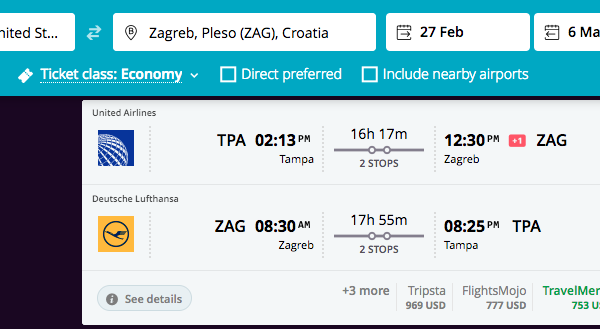 nited St...
Zagreb, Pleso (ZAG), Croatia
27 Feb
6 Ma
Ticket class: Economy
Direct preferred
Include nearby airports
United Airlines
TPA 02:13 PM
Tampa
16h 17m
2 STOPS
12:30 PM +1 ZAG
Zagreb
Deutsche Lufthansa
ZAG 08:30 AM
Zagreb
17h 55m
2 STOPS
08:25 PM TPA
Tampa
See details
+3 more
Tripsta
969 USD
FlightsMojo
777 USD
TravelMer
753 U